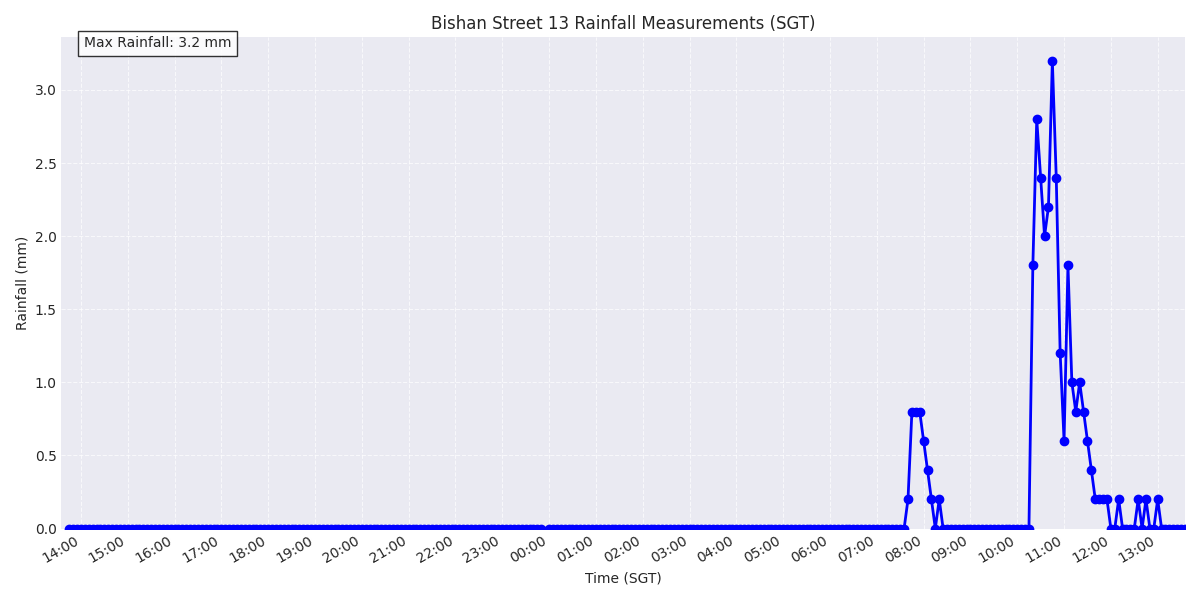 Bishan Street 13 Rainfall Measurements (SGT)
Max Rainfall: 3.2 mm
Rainfall (mm)
3.0
2.5
2.0
1.5
1.0
0.5
0.0
14:00 15:00 16:00 17:00 18:00 19:00 20:00 21:00 22:00 23:00 00:00 01:00 02:00 03:00 04:00 05:00 06:00 07:00 08:00 09:00 10:00 11:00 12:00 13:00
Time (SGT)